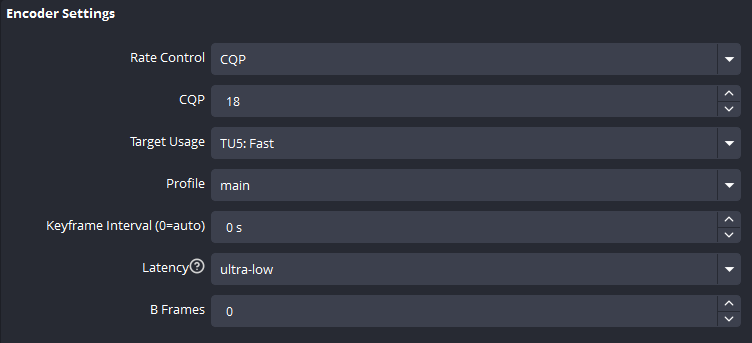 Encoder Settings
Rate Control CQP
CQP 18
Target Usage TU5: Fast
Profile main
Keyframe Interval (0=auto) 0 s
Latency ultra-low
B Frames 0